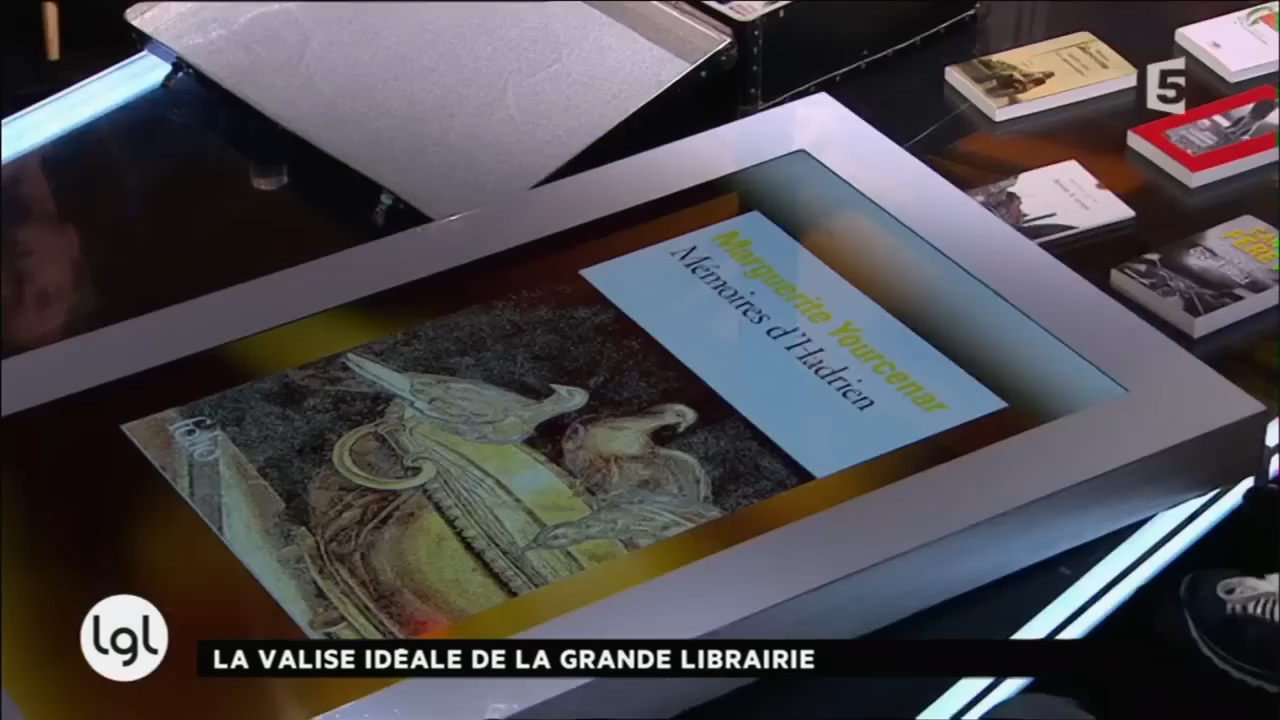 5
Marguerite Yourcenar
Mémoires d'Hadrien
folio
lgl
LA VALISE IDÉALE DE LA GRANDE LIBRAIRIE